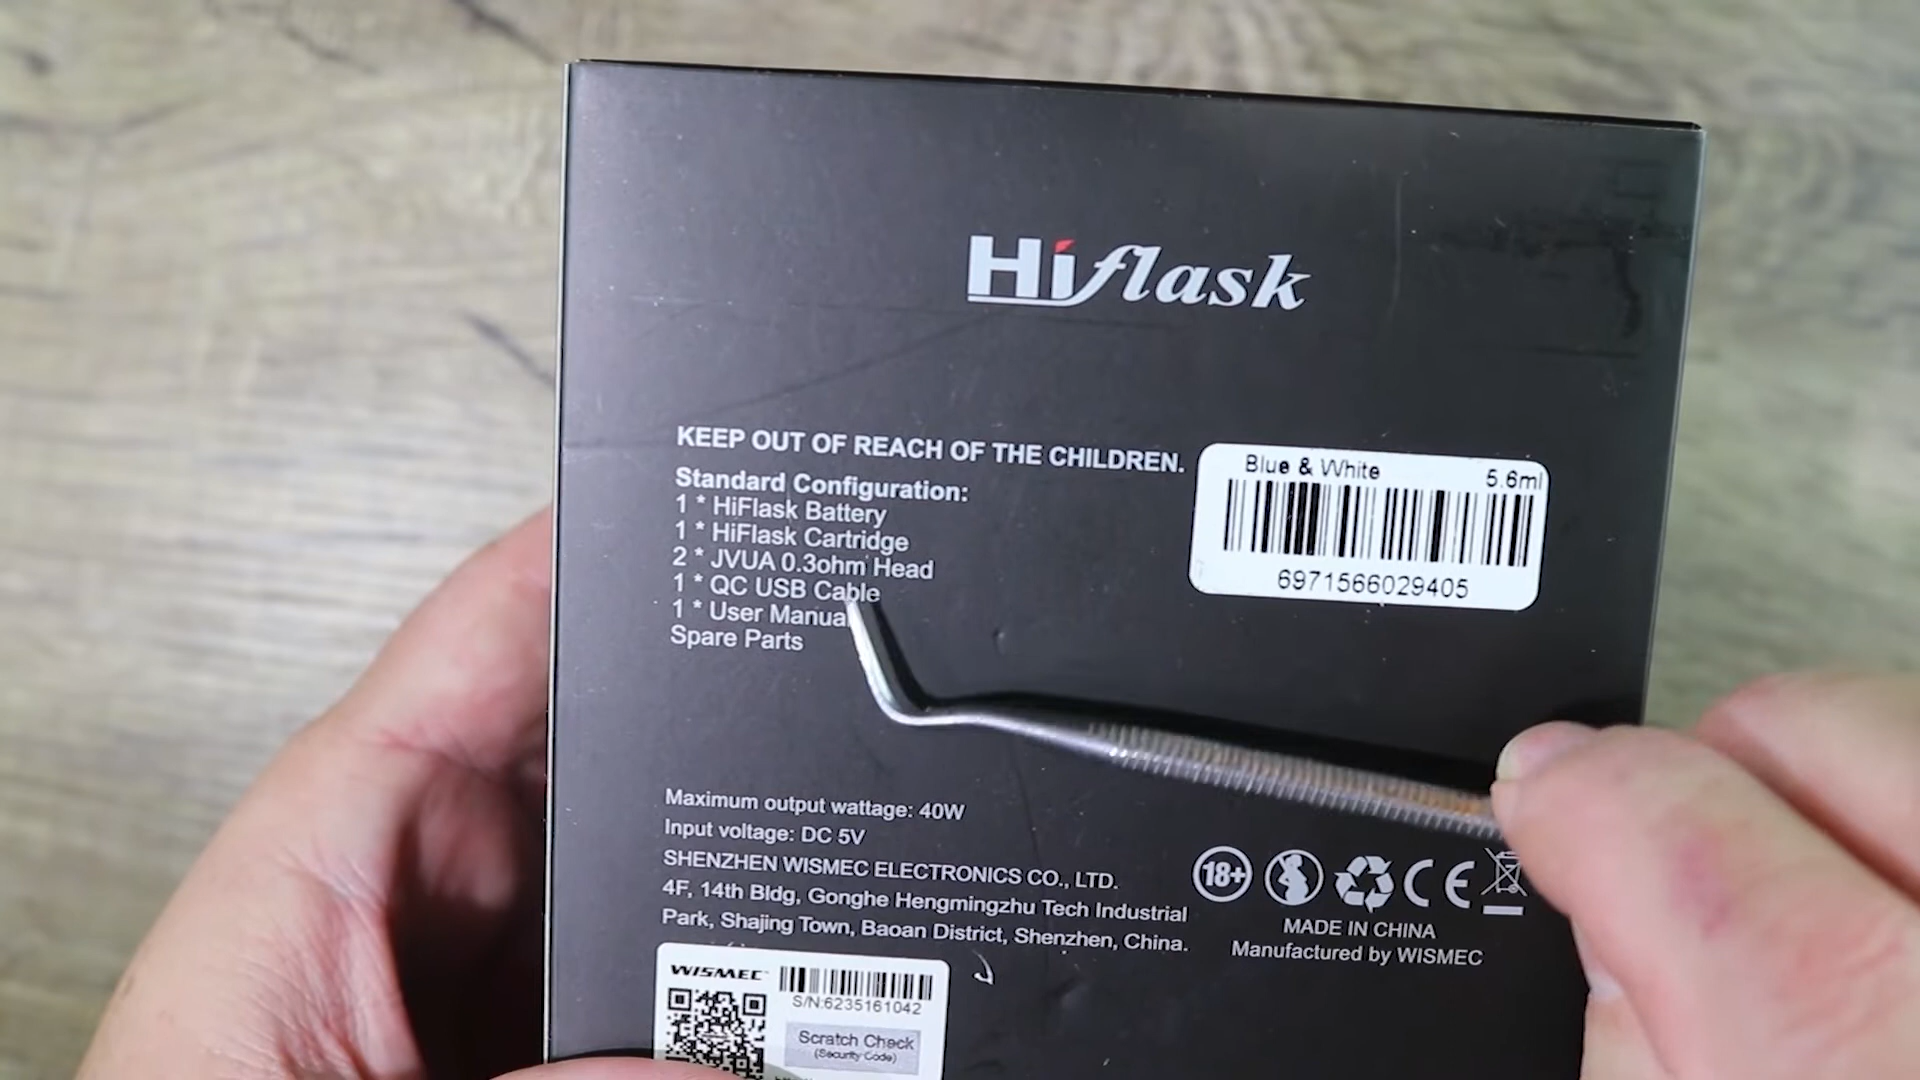 Hiflask
KEEP OUT OF REACH OF THE CHILDREN.
Standard Configuration:
1 * HiFlask Battery
1 * HiFlask Cartridge
2 * JVUA 0.3ohm Head
1 * QC USB Cable
1 * User Manua
Spare Parts
Blue & White 5.6ml
6971566029405
Maximum output wattage: 40W
Input voltage: DC 5V
SHENZHEN WISMEC ELECTRONICS CO., LTD.
4F, 14th Bldg, Gonghe Hengmingzhu Tech Industrial
Park, Shajing Town, Baoan District, Shenzhen, China.
18+
CE
MADE IN CHINA
Manufactured by WISMEC
WISMEC
S/N:6235161042
Scratch Check
(Security Code)